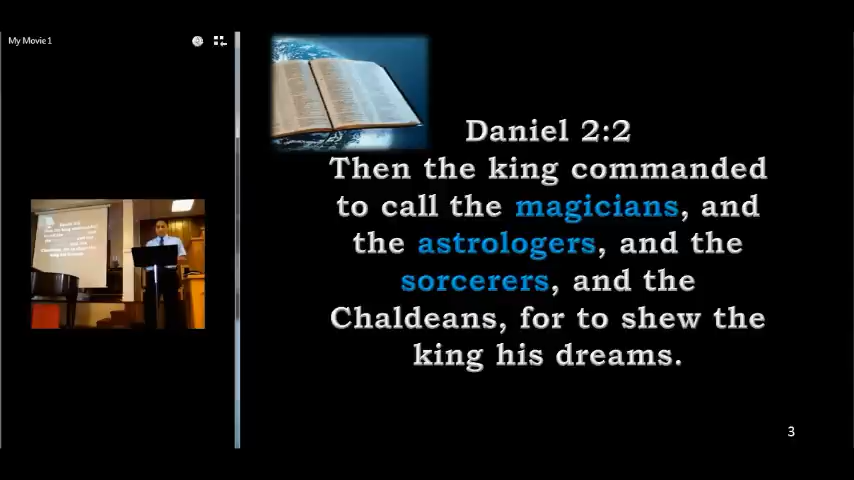 My Movie 1
Daniel 2:2
Then the king commanded
to call the magicians, and
the astrologers, and the
sorcerers, and the
Chaldeans, for to shew the
king his dreams.
3